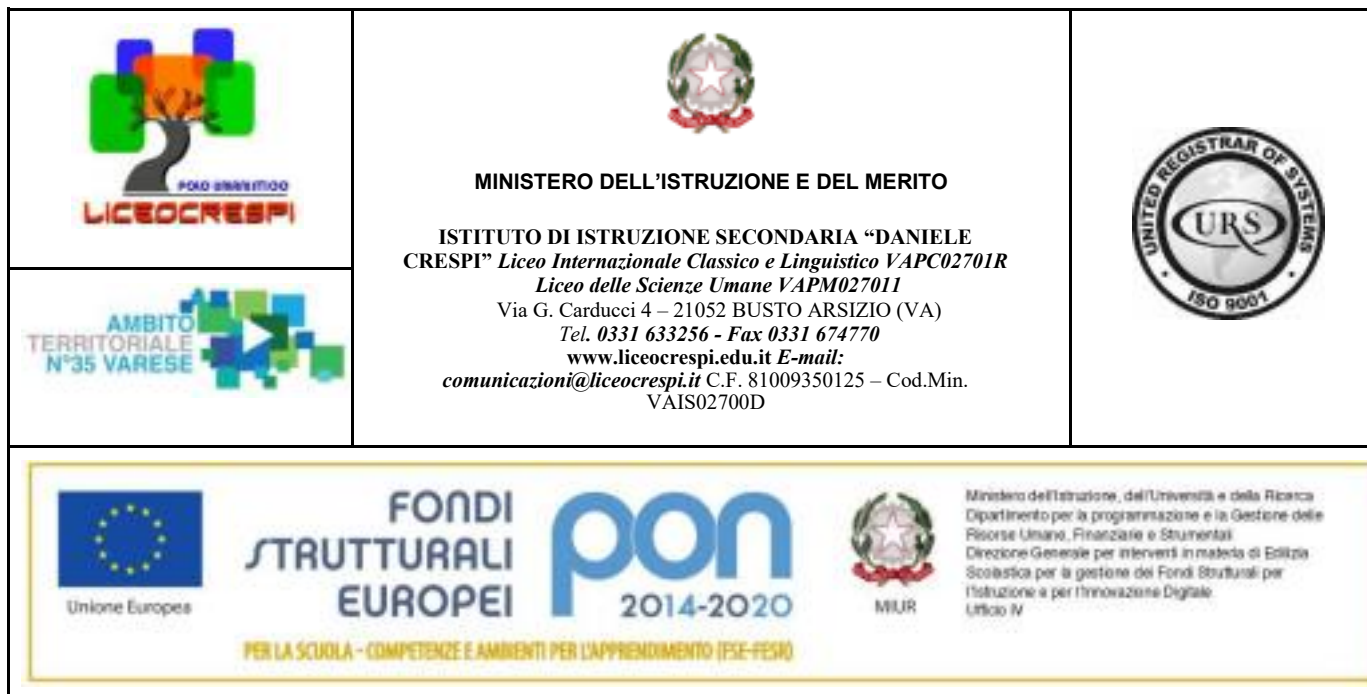 POLO UMANISTICO
LICEOCRESPI
AMBITO
TERRITORIALE
N°35 VARESE
MINISTERO DELL’ISTRUZIONE E DEL MERITO
ISTITUTO DI ISTRUZIONE SECONDARIA “DANIELE
CRESPI” Liceo Internazionale Classico e Linguistico VAPC02701R
Liceo delle Scienze Umane VAPM027011
Via G. Carducci 4 – 21052 BUSTO ARSIZIO (VA)
Tel. 0331 633256 - Fax 0331 674770
www.liceocrespi.edu.it E-mail:
comunicazioni@liceocrespi.it C.F. 81009350125 – Cod.Min.
VAIS02700D
UNITED REGISTRAR OF SYSTEMS
URS
ISO 9001
Unione Europea
FONDI
STRUTTURALI
EUROPEI
pon
2014-2020
PER LA SCUOLA - COMPETENZE E AMBIENTI PER L'APPRENDIMENTO (FSE-FESR)
MIUR
Ministero dell'Istruzione, dell'Università e della Ricerca
Dipartimento per la programmazione e la Gestione delle
Risorse Umane, Finanziarie e Strumentali
Direzione Generale per interventi in materia di Edilizia
Scolastica per la gestione dei Fondi Strutturali per
l'Istruzione e per l'Innovazione Digitale
Ufficio IV